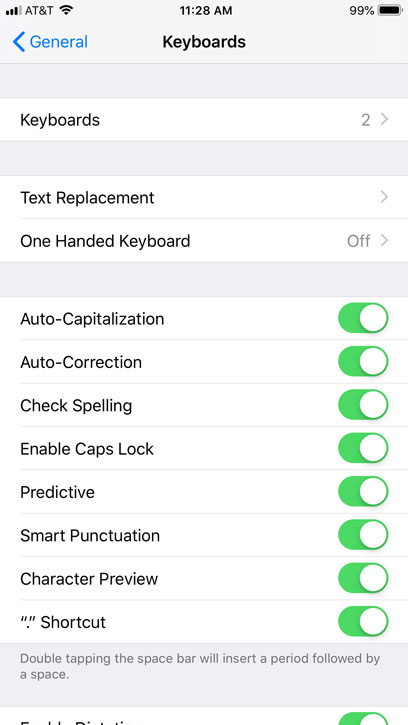 AT&T 11:28 AM 99%
General Keyboards
Keyboards 2
Text Replacement
One Handed Keyboard Off
Auto-Capitalization
Auto-Correction
Check Spelling
Enable Caps Lock
Predictive
Smart Punctuation
Character Preview
“.” Shortcut
Double tapping the space bar will insert a period followed by
a space.